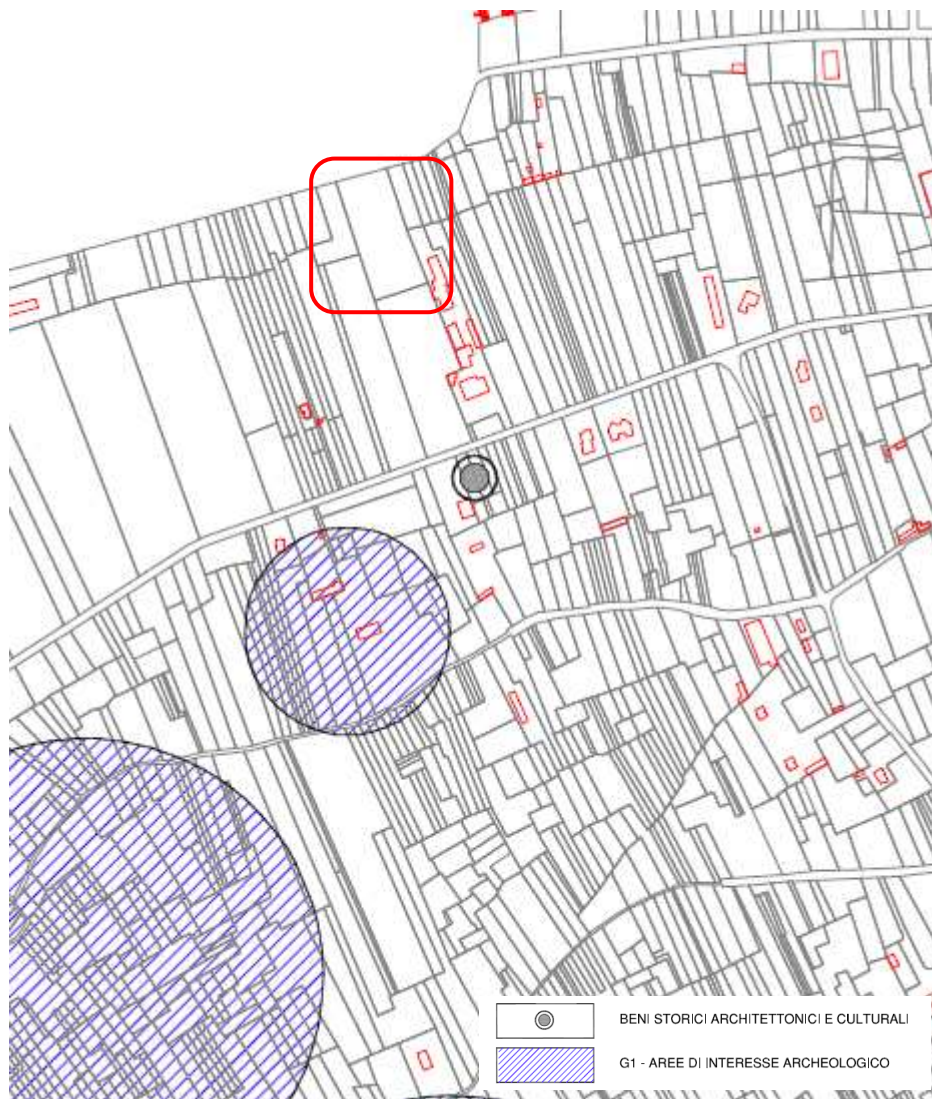 BENI STORICI ARCHITETTONICI E CULTURALI
G1 - AREE DI INTERESSE ARCHEOLOGICO